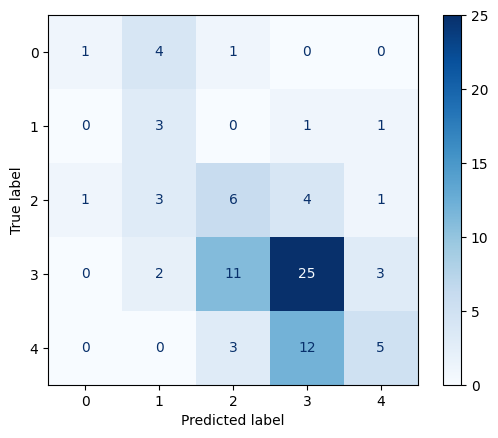 25
0 1 4 1 0 0
20
1 0 3 0 1 1
15
True label
2 1 3 6 4 1
10
3 0 2 11 25 3
5
4 0 0 3 12 5
0
0 1 2 3 4
Predicted label